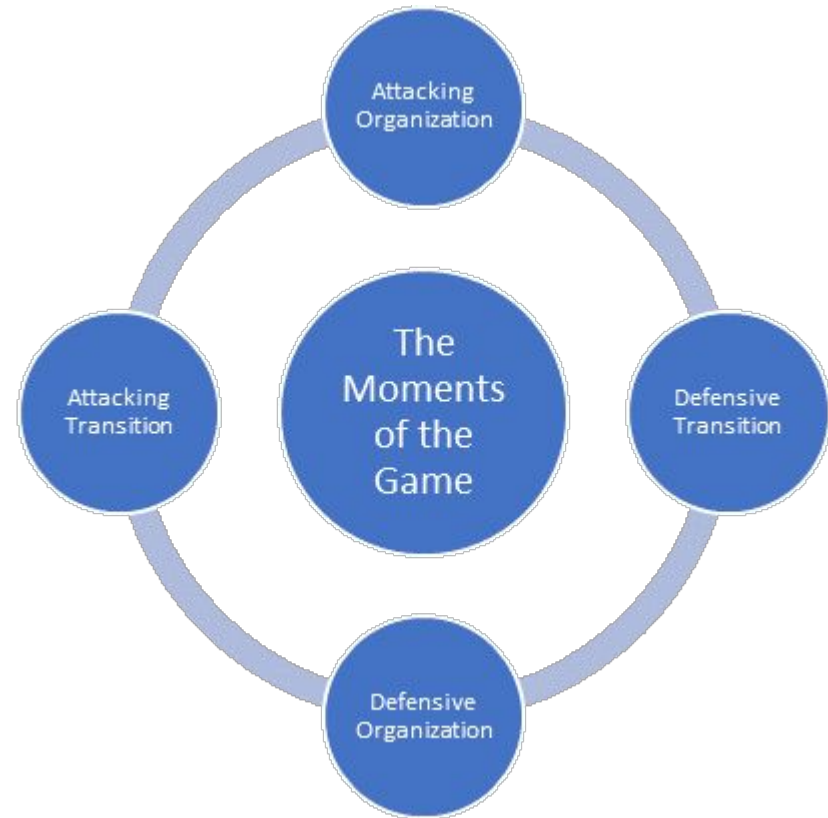 Attacking
Organization
Attacking
Transition
The
Moments
of the
Game
Defensive
Transition
Defensive
Organization